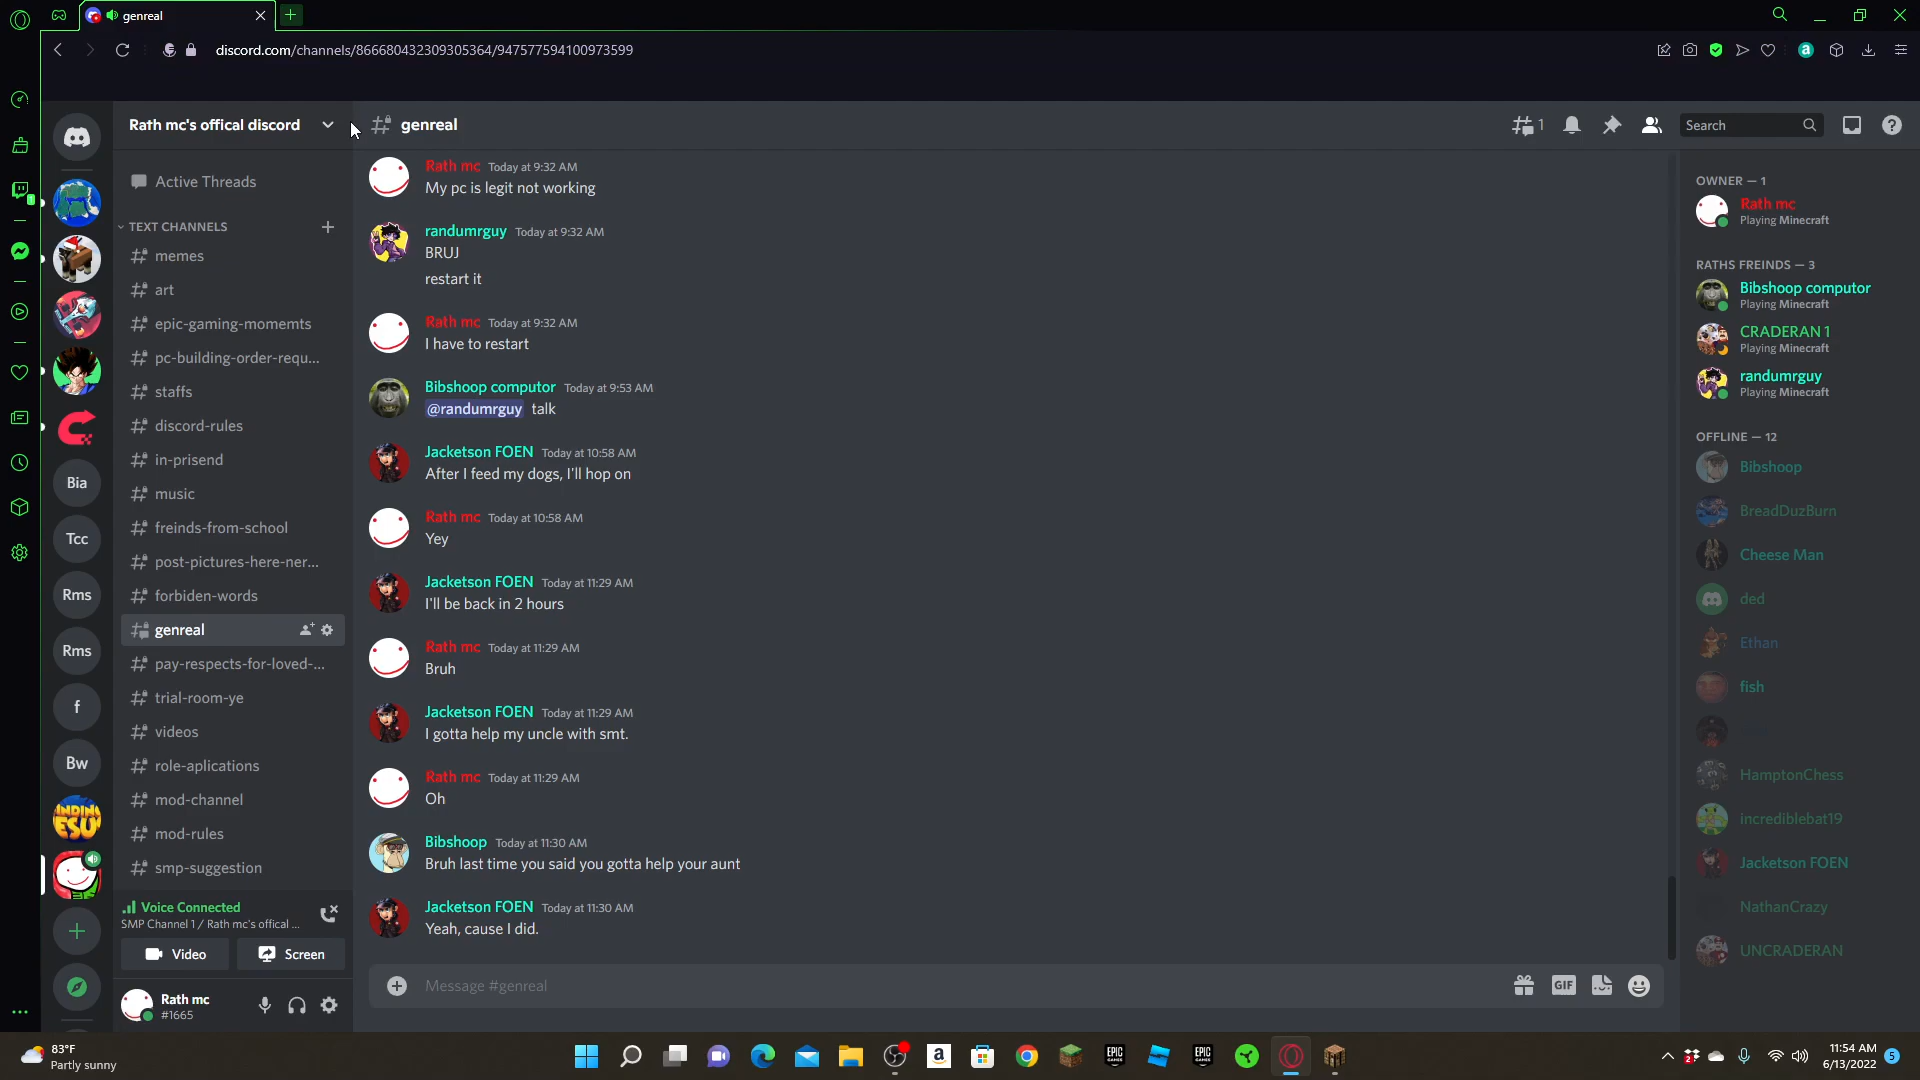 genreal
discord.com/channels/866680432309305364/947577594100973599
Rath mc's offical discord
genreal
1
Search
Active Threads
TEXT CHANNELS
memes
art
epic-gaming-momemts
pc-building-order-requ...
staffs
discord-rules
in-prisend
music
freinds-from-school
post-pictures-here-ner...
forbiden-words
genreal
pay-respects-for-loved-...
trial-room-ye
videos
role-aplications
mod-channel
mod-rules
smp-suggestion
Bia
Tcc
Rms
Rms
f
Bw
Voice Connected
SMP Channel 1 / Rath mc's offical ...
Video
Screen
Rath mc
#1665
Rath mc Today at 9:32 AM
My pc is legit not working
randumrguy Today at 9:32 AM
BRUJ
restart it
Rath mc Today at 9:32 AM
I have to restart
Bibshoop computor Today at 9:53 AM
@randumrguy talk
Jacketson FOEN Today at 10:58 AM
After I feed my dogs, I'll hop on
Rath mc Today at 10:58 AM
Yey
Jacketson FOEN Today at 11:29 AM
I'll be back in 2 hours
Rath mc Today at 11:29 AM
Bruh
Jacketson FOEN Today at 11:29 AM
I gotta help my uncle with smt.
Rath mc Today at 11:29 AM
Oh
Bibshoop Today at 11:30 AM
Bruh last time you said you gotta help your aunt
Jacketson FOEN Today at 11:30 AM
Yeah, cause I did.
Message #genreal
GIF
OWNER — 1
Rath mc
Playing Minecraft
RATHS FREINDS — 3
Bibshoop computor
Playing Minecraft
CRADERAN 1
Playing Minecraft
randumrguy
Playing Minecraft
OFFLINE — 12
Bibshoop
BreadDuzBurn
Cheese Man
ded
Ethan
fish
HamptonChess
incrediblebat19
Jacketson FOEN
NathanCrazy
UNCRADERAN
83°F
Partly sunny
EPIC GAMES
EPIC GAMES
11:54 AM
6/13/2022
5